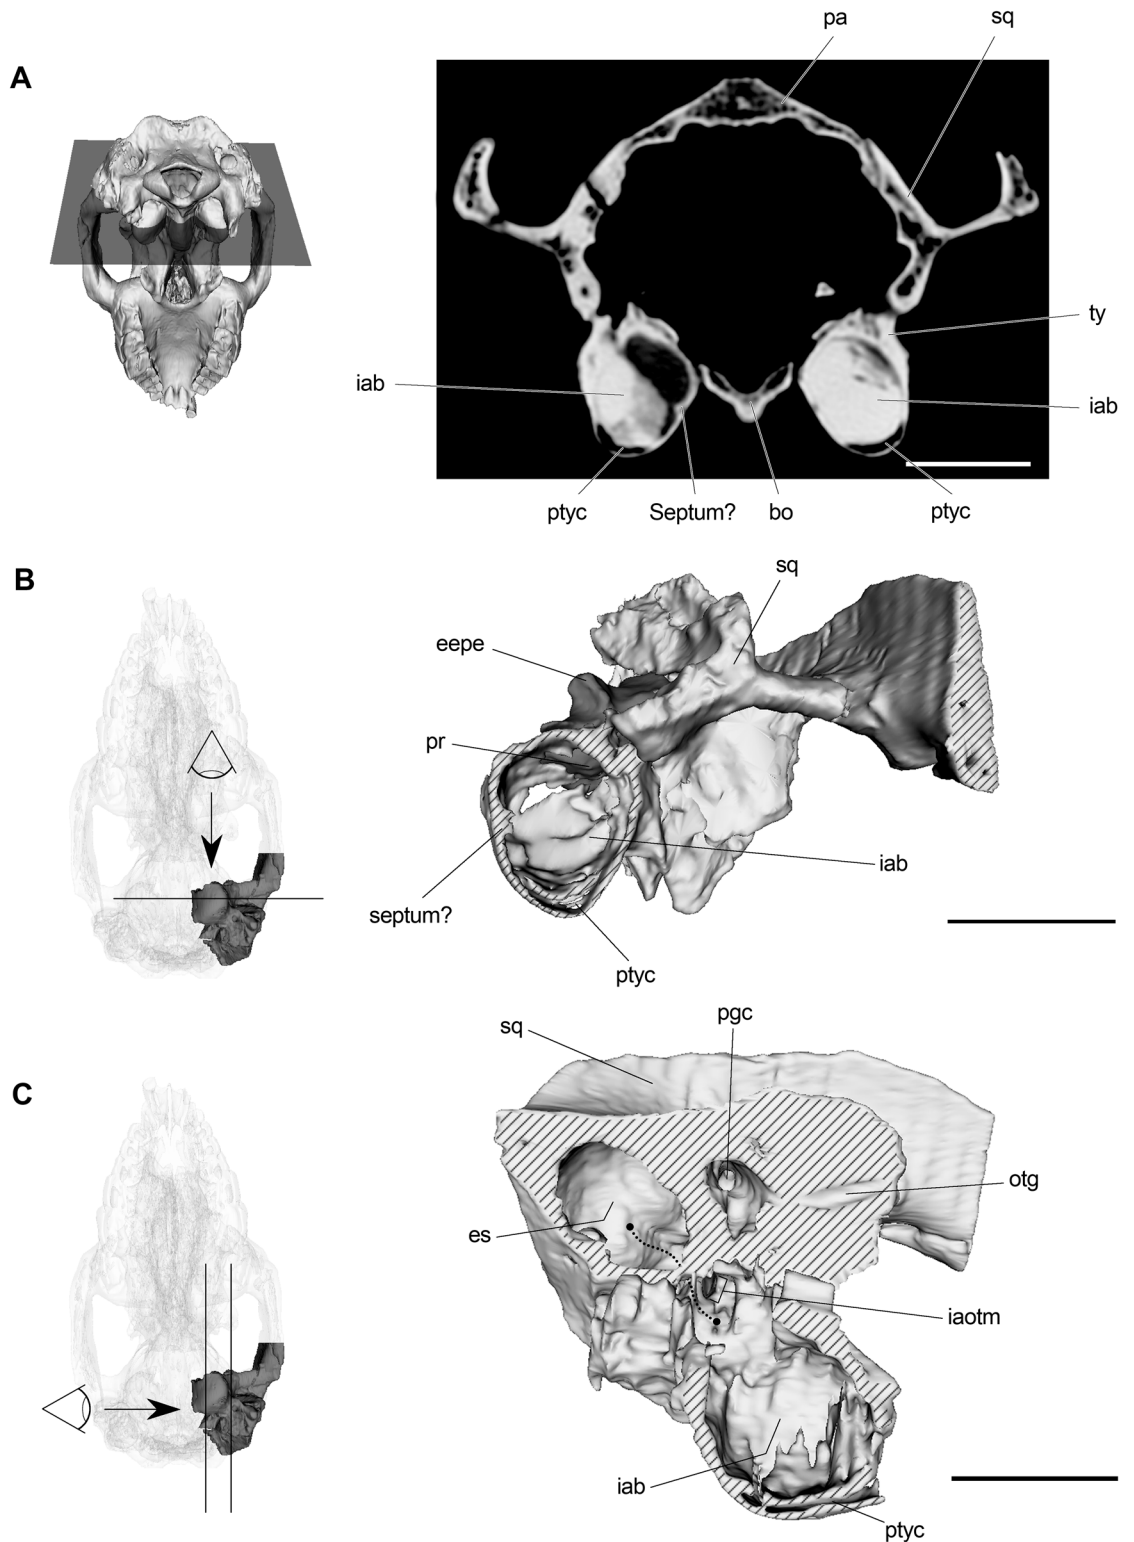 A
pa
sq
ty
iab
iab
ptyc
Septum?
bo
ptyc
B
sq
eepe
pr
iab
septum?
ptyc
C
pgc
sq
otg
es
iaotm
iab
ptyc